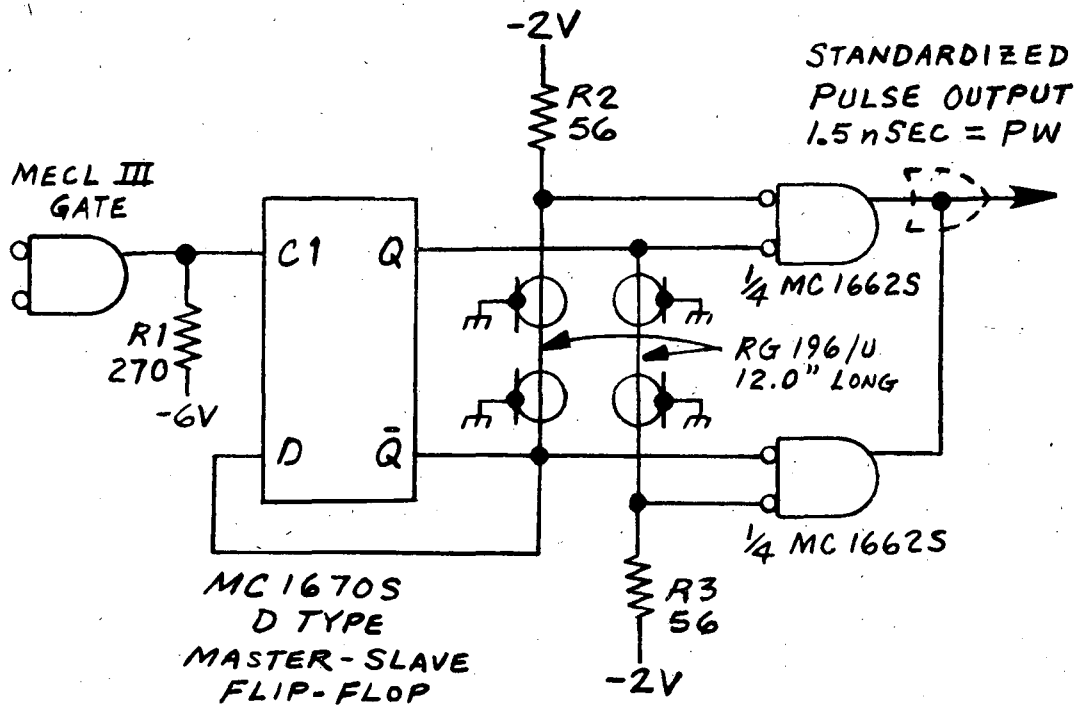 -2V
R2
56
STANDARDIZED
PULSE OUTPUT
1.5 nSEC = PW
MECL III
GATE
C1
Q
¼ MC 1662S
R1
270
-6V
RG 196/U
12.0" LONG
D
Q̄
¼ MC 1662S
MC 1670S
D TYPE
MASTER-SLAVE
FLIP-FLOP
R3
56
-2V